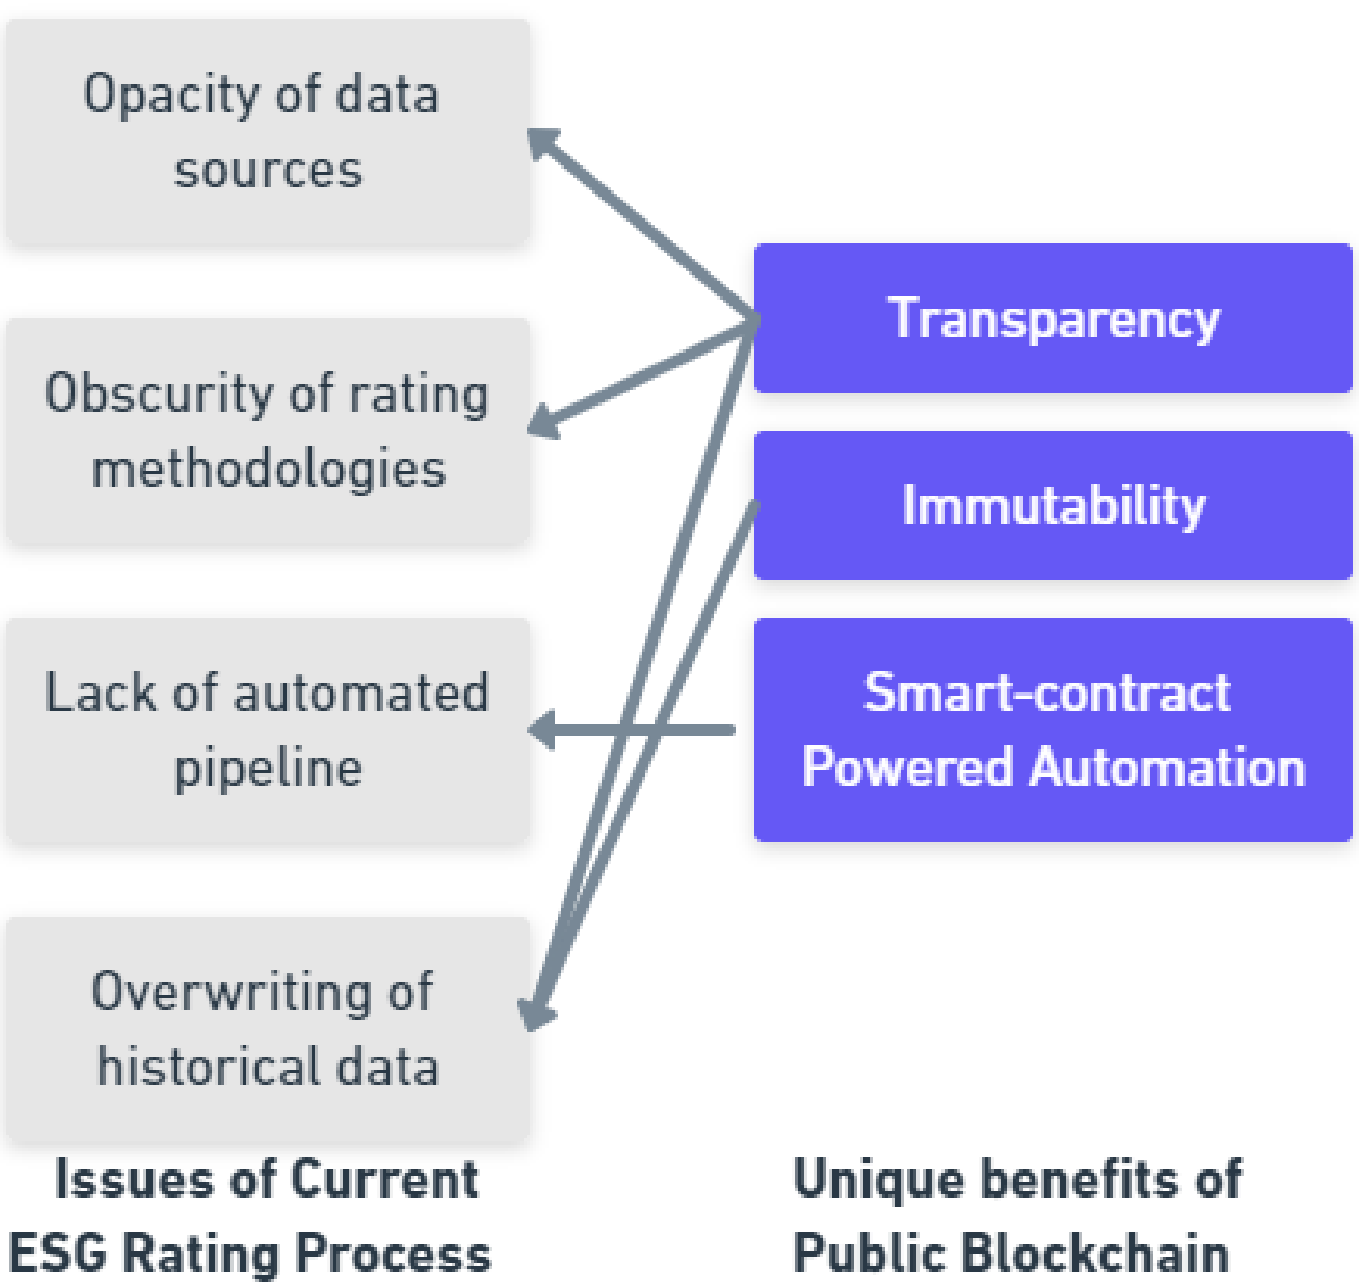 Opacity of data
sources
Obscurity of rating
methodologies
Lack of automated
pipeline
Overwriting of
historical data
Issues of Current
ESG Rating Process
Transparency
Immutability
Smart-contract
Powered Automation
Unique benefits of
Public Blockchain